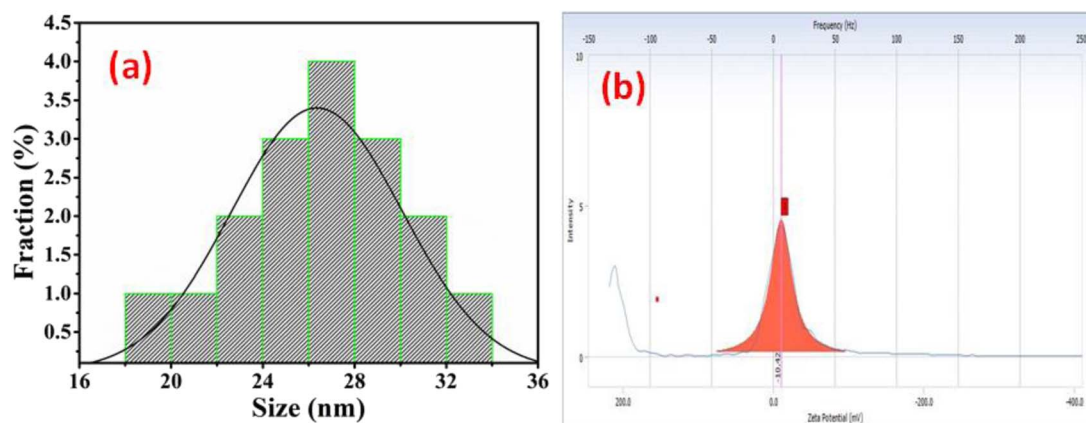 (a)
Fraction (%)
4.5
4.0
3.5
3.0
2.5
2.0
1.5
1.0
0.5
16 20 24 28 32 36
Size (nm)
(b)
Frequency (Hz)
-150 -100 -50 0 50 100 150 200 250
Intensity
10
5
0
-10.42
200.0 0.0 -200.0 -400.0
Zeta Potential (mV)